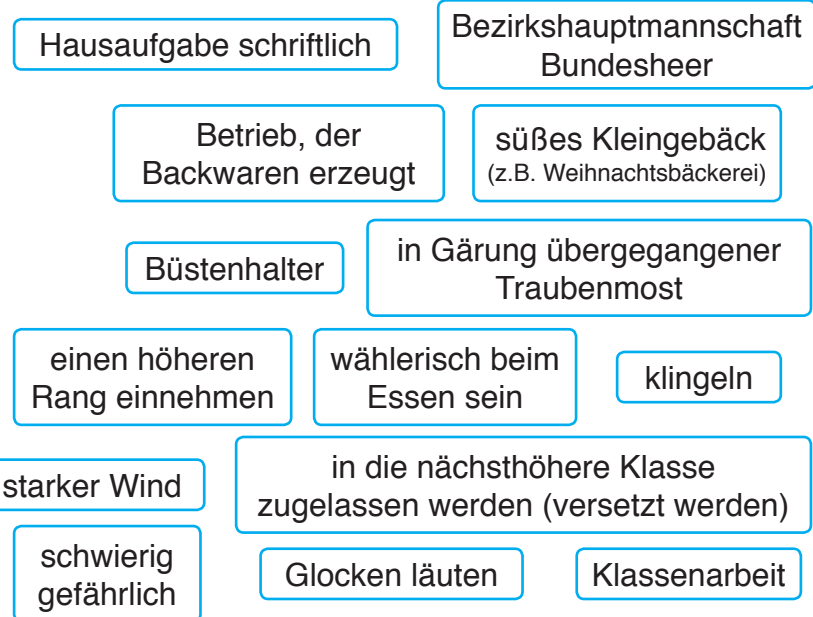 Hausaufgabe schriftlich
Bezirkshauptmannschaft
Bundesheer
Betrieb, der
Backwaren erzeugt
süßes Kleingebäck
(z.B. Weihnachtsbäckerei)
Büstenhalter
in Gärung übergegangener
Traubenmost
einen höheren
Rang einnehmen
wählerisch beim
Essen sein
klingeln
starker Wind
in die nächsthöhere Klasse
zugelassen werden (versetzt werden)
schwierig
gefährlich
Glocken läuten
Klassenarbeit